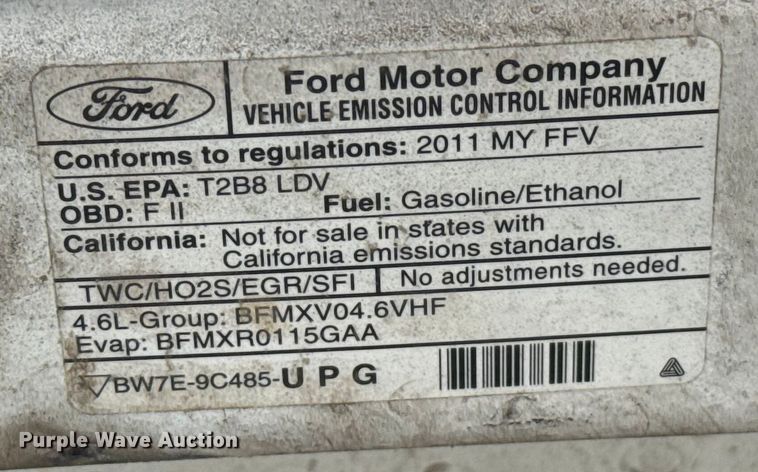 Ford
Ford Motor Company
VEHICLE EMISSION CONTROL INFORMATION
Conforms to regulations: 2011 MY FFV
U.S. EPA: T2B8 LDV
OBD: F II Fuel: Gasoline/Ethanol
California: Not for sale in states with
California emissions standards.
TWC/HO2S/EGR/SFI No adjustments needed.
4.6L-Group: BFMXV04.6VHF
Evap: BFMXR0115GAA
BW7E-9C485-U P G
Purple Wave Auction